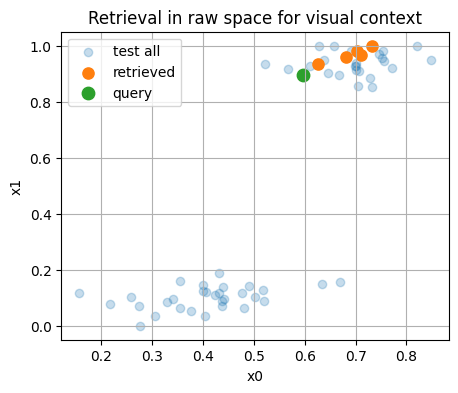 Retrieval in raw space for visual context
test all
retrieved
query
x1
1.0
0.8
0.6
0.4
0.2
0.0
0.2 0.3 0.4 0.5 0.6 0.7 0.8
x0